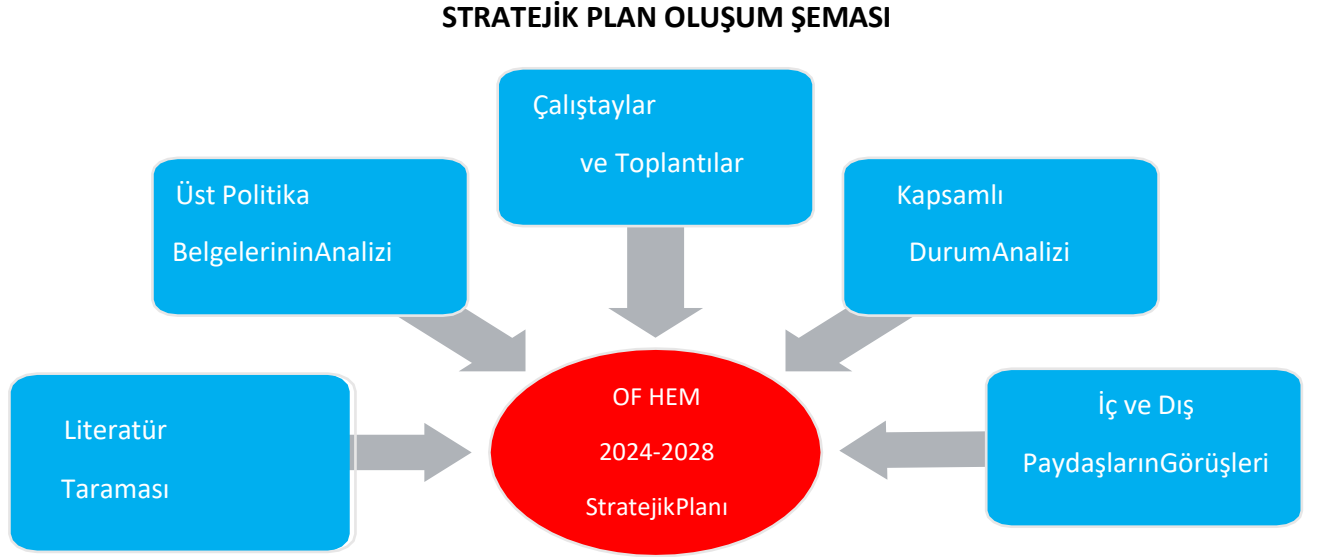 STRATEJİK PLAN OLUŞUM ŞEMASI
Çalıştaylar
ve Toplantılar
Üst Politika
BelgelerininAnalizi
Kapsamlı
DurumAnalizi
Literatür
Taraması
OF HEM
2024-2028
StratejikPlanı
İç ve Dış
PaydaşlarınGörüşleri